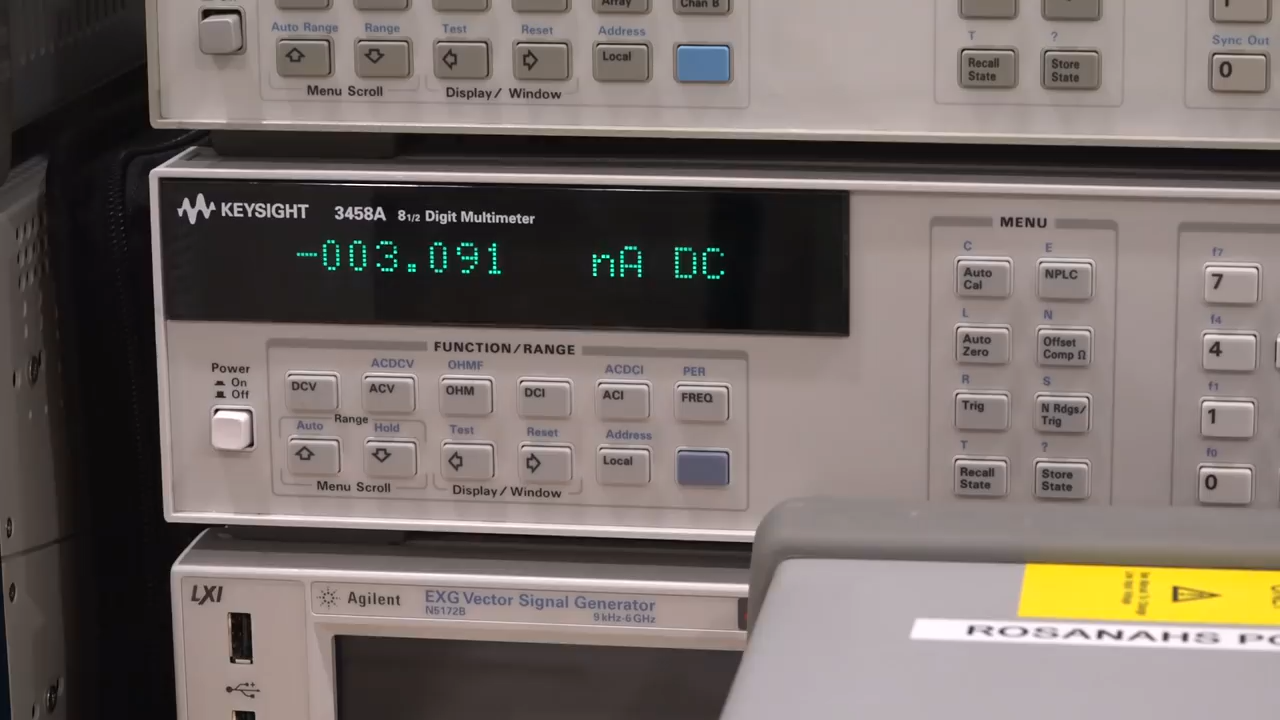 Array
Chan B
Auto Range Range Test Reset Address
Local
Menu Scroll Display/ Window
T ?
Recall State
Store State
Sync Out
0
KEYSIGHT 3458A 8 1/2 Digit Multimeter
-003.091 nA DC
FUNCTION/RANGE
ACDCV OHMF ACDCI PER
DCV ACV OHM DCI ACI FREQ
Power
On
Off
Range
Auto Hold Test Reset Address
Local
Menu Scroll Display/Window
MENU
C E
Auto Cal
NPLC
L N
Auto Zero
Offset Comp Ω
R S
Trig
N Rdgs/ Trig
T ?
Recall State
Store State
f7
7
f4
4
f1
1
f0
0
LXI
Agilent EXG Vector Signal Generator
N5172B 9 kHz-6 GHz
ROSANAHS